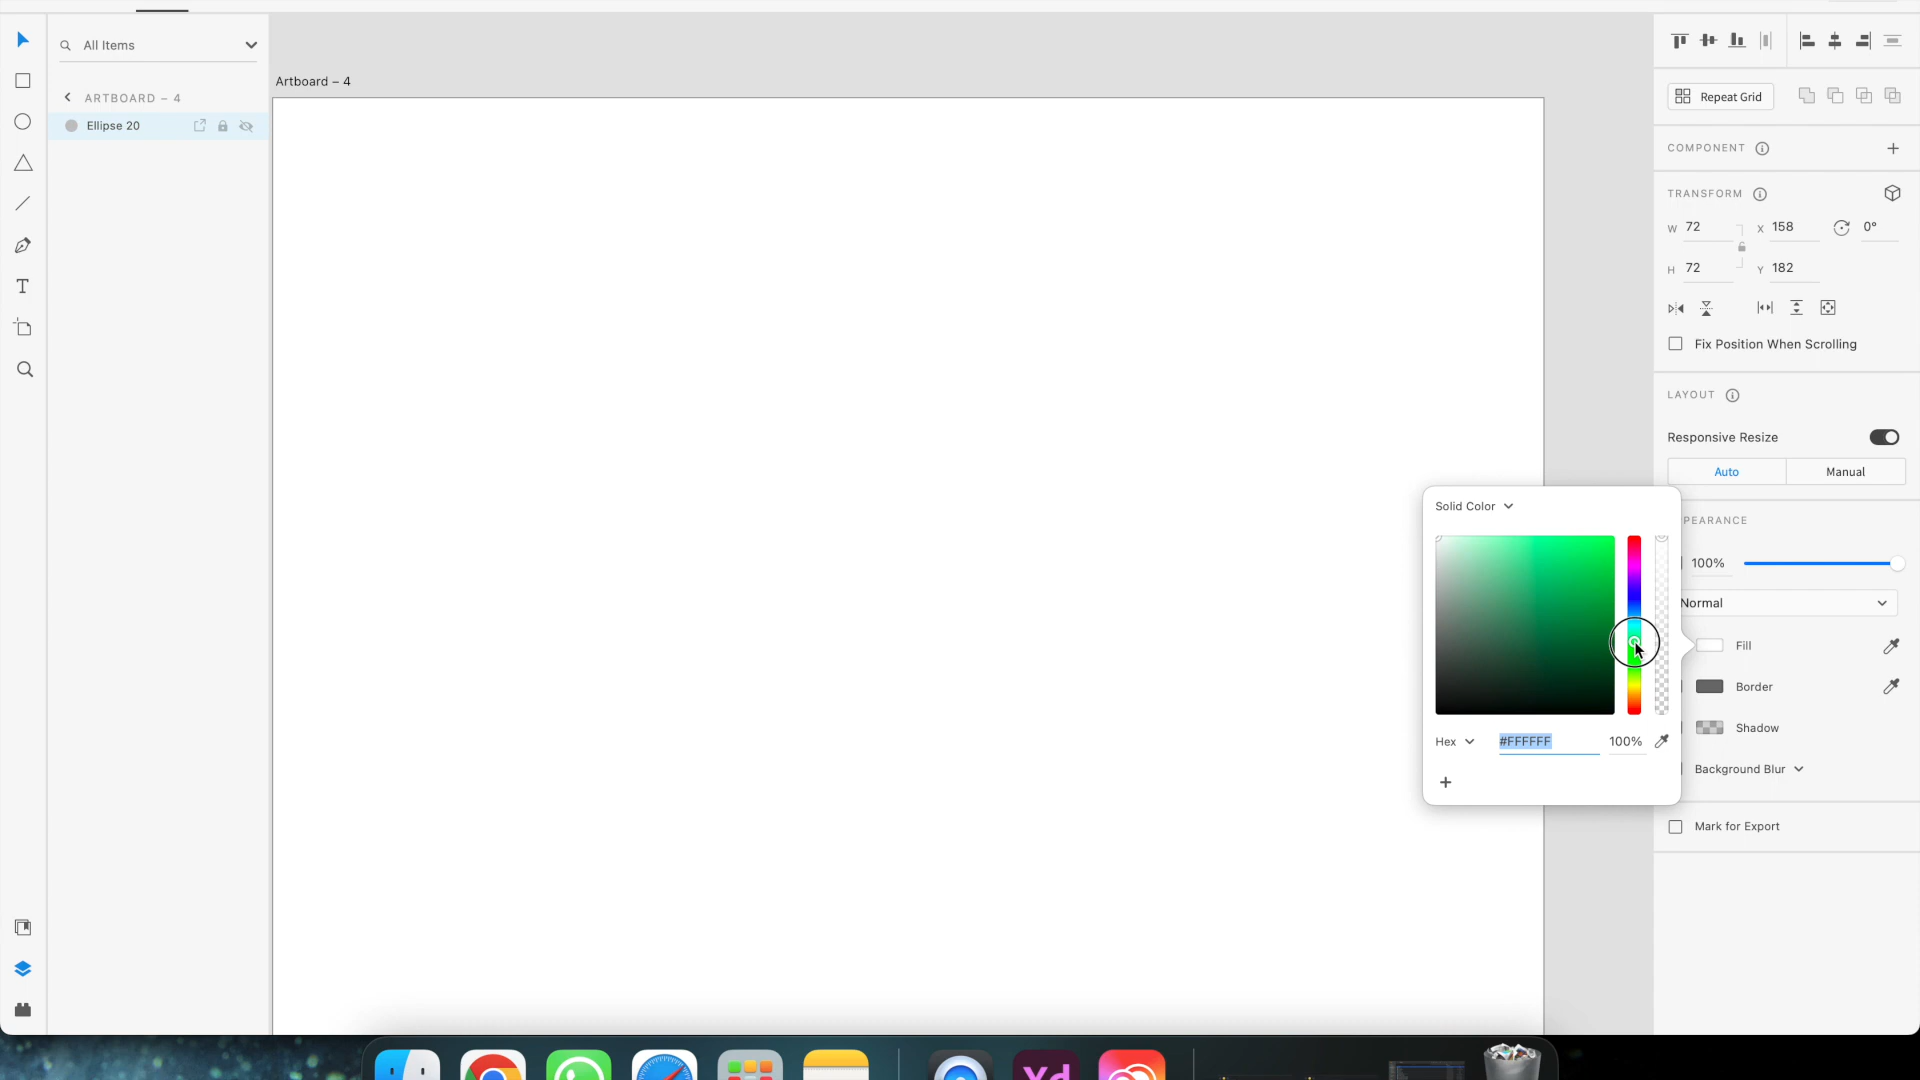 All Items
Artboard – 4
ARTBOARD – 4
Ellipse 20
Repeat Grid
COMPONENT
TRANSFORM
W 72 X 158 0°
H 72 Y 182
Fix Position When Scrolling
LAYOUT
Responsive Resize
Auto Manual
Solid Color
PEARANCE
100%
Normal
Fill
Border
Shadow
Hex #FFFFFF 100%
Background Blur
Mark for Export
Xd